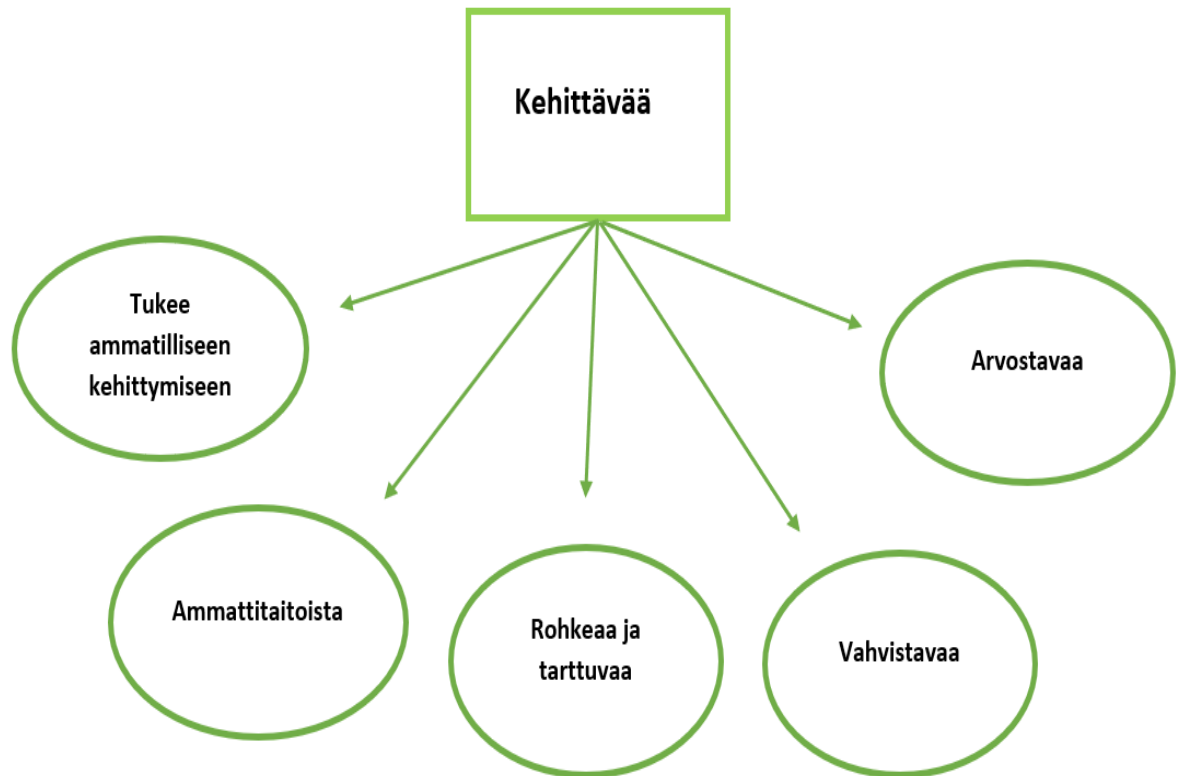 Kehittävää
Tukee
ammatilliseen
kehittymiseen
Arvostavaa
Ammattitaitoista
Rohkeaa ja
tarttuvaa
Vahvistavaa